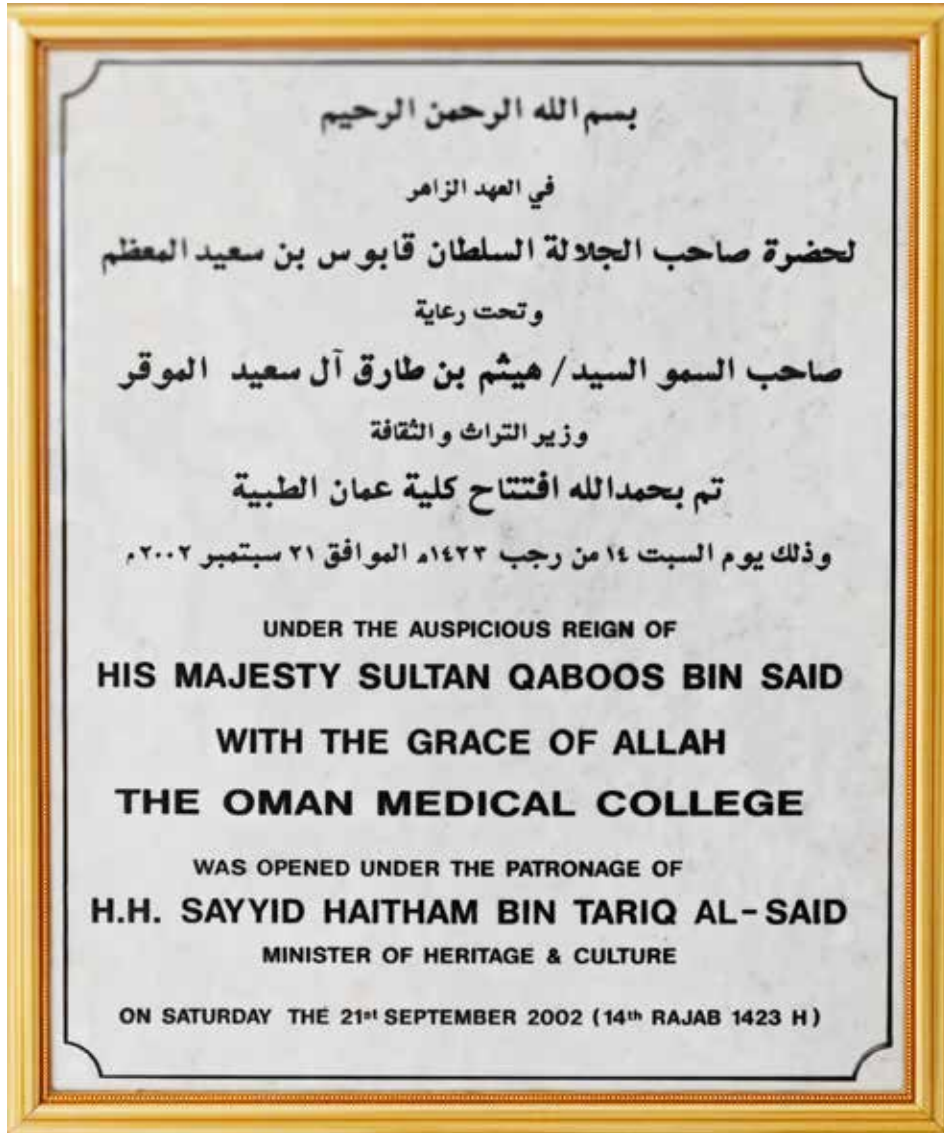 بسم الله الرحمن الرحيم
في العهد الزاهر
لحضرة صاحب الجلالة السلطان قابوس بن سعيد المعظم
وتحت رعاية
صاحب السمو السيد/ هيثم بن طارق آل سعيد الموقر
وزير التراث والثقافة
تم بحمدالله افتتاح كلية عمان الطبية
وذلك يوم السبت ١٤ من رجب ١٤٢٣هـ الموافق ٢١ سبتمبر ٢٠٠٢م
UNDER THE AUSPICIOUS REIGN OF
HIS MAJESTY SULTAN QABOOS BIN SAID
WITH THE GRACE OF ALLAH
THE OMAN MEDICAL COLLEGE
WAS OPENED UNDER THE PATRONAGE OF
H.H. SAYYID HAITHAM BIN TARIQ AL-SAID
MINISTER OF HERITAGE & CULTURE
ON SATURDAY THE 21st SEPTEMBER 2002 (14th RAJAB 1423 H)